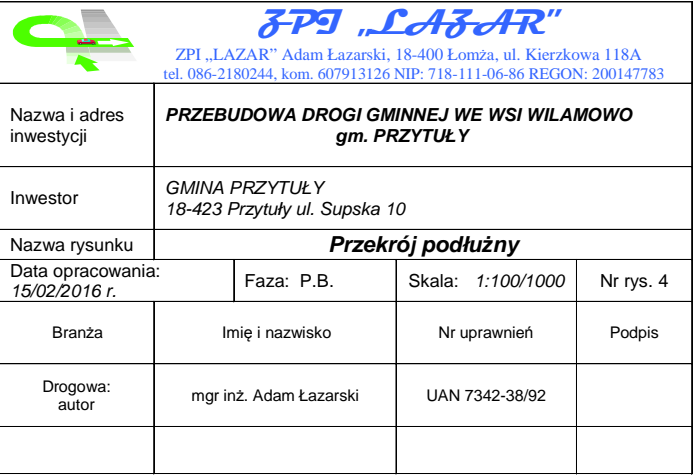 ZPI „LAZAR”
ZPI „LAZAR” Adam Łazarski, 18-400 Łomża, ul. Kierzkowa 118A
tel. 086-2180244, kom. 607913126 NIP: 718-111-06-86 REGON: 200147783
Nazwa i adres
inwestycji
PRZEBUDOWA DROGI GMINNEJ WE WSI WILAMOWO
gm. PRZYTUŁY
Inwestor
GMINA PRZYTUŁY
18-423 Przytuły ul. Supska 10
Nazwa rysunku
Przekrój podłużny
Data opracowania:
15/02/2016 r.
Faza: P.B.
Skala: 1:100/1000
Nr rys. 4
Branża
Imię i nazwisko
Nr uprawnień
Podpis
Drogowa:
autor
mgr inż. Adam Łazarski
UAN 7342-38/92